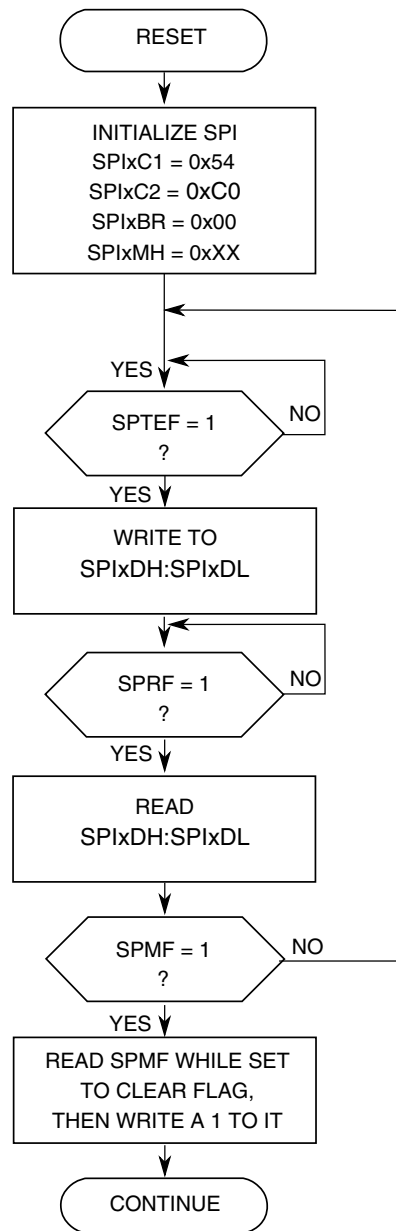 RESET
INITIALIZE SPI
SPIxC1 = 0x54
SPIxC2 = 0xC0
SPIxBR = 0x00
SPIxMH = 0xXX
YES
SPTEF = 1
?
NO
YES
WRITE TO
SPIxDH:SPIxDL
SPRF = 1
?
NO
YES
READ
SPIxDH:SPIxDL
SPMF = 1
?
NO
YES
READ SPMF WHILE SET
TO CLEAR FLAG,
THEN WRITE A 1 TO IT
CONTINUE